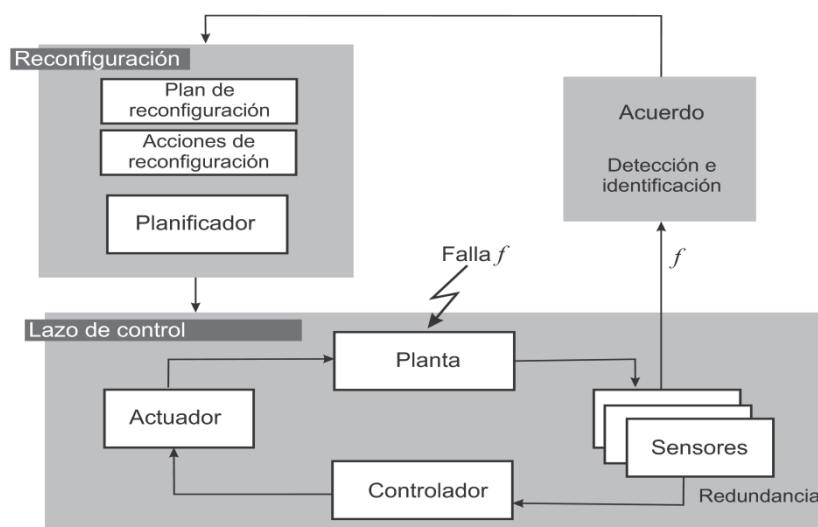 Reconfiguración
Plan de
reconfiguración
Acciones de
reconfiguración
Planificador
Acuerdo
Detección e
identificación
Falla f
f
Lazo de control
Planta
Actuador
Sensores
Controlador
Redundancia